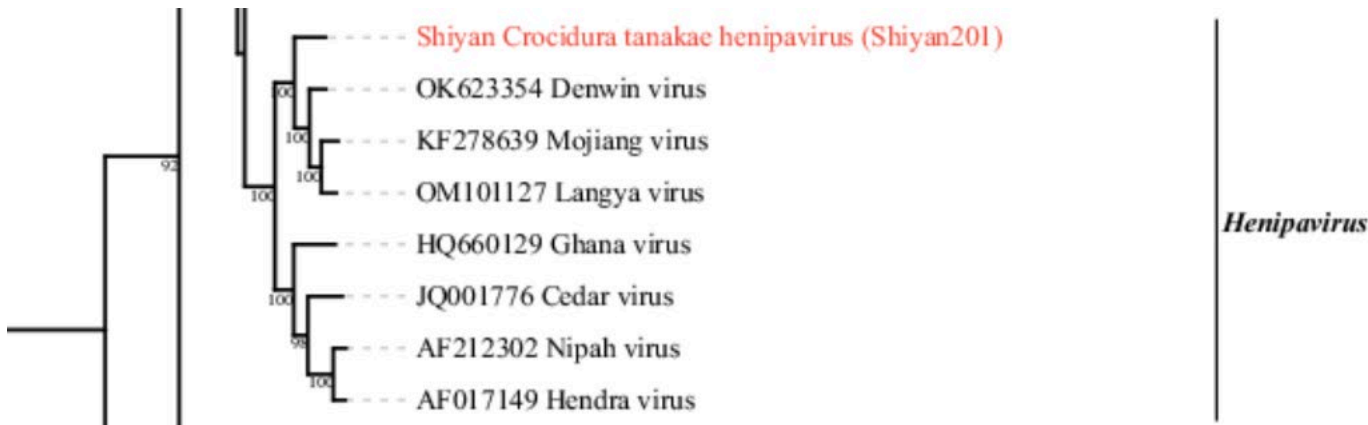 Shiyan Crocidura tanakae henipavirus (Shiyan201)
OK623354 Denwin virus
100
KF278639 Mojiang virus
100
92
100
OM101127 Langya virus
100
HQ660129 Ghana virus
Henipavirus
100
JQ001776 Cedar virus
98
AF212302 Nipah virus
100
AF017149 Hendra virus